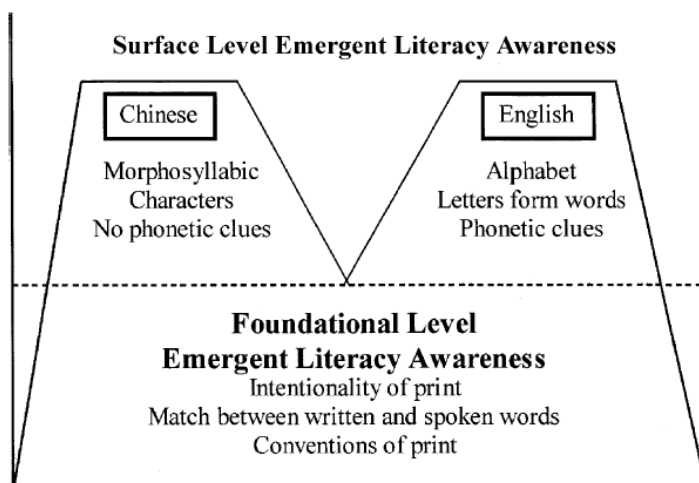 Surface Level Emergent Literacy Awareness
Chinese
Morphosyllabic
Characters
No phonetic clues
English
Alphabet
Letters form words
Phonetic clues
Foundational Level
Emergent Literacy Awareness
Intentionality of print
Match between written and spoken words
Conventions of print